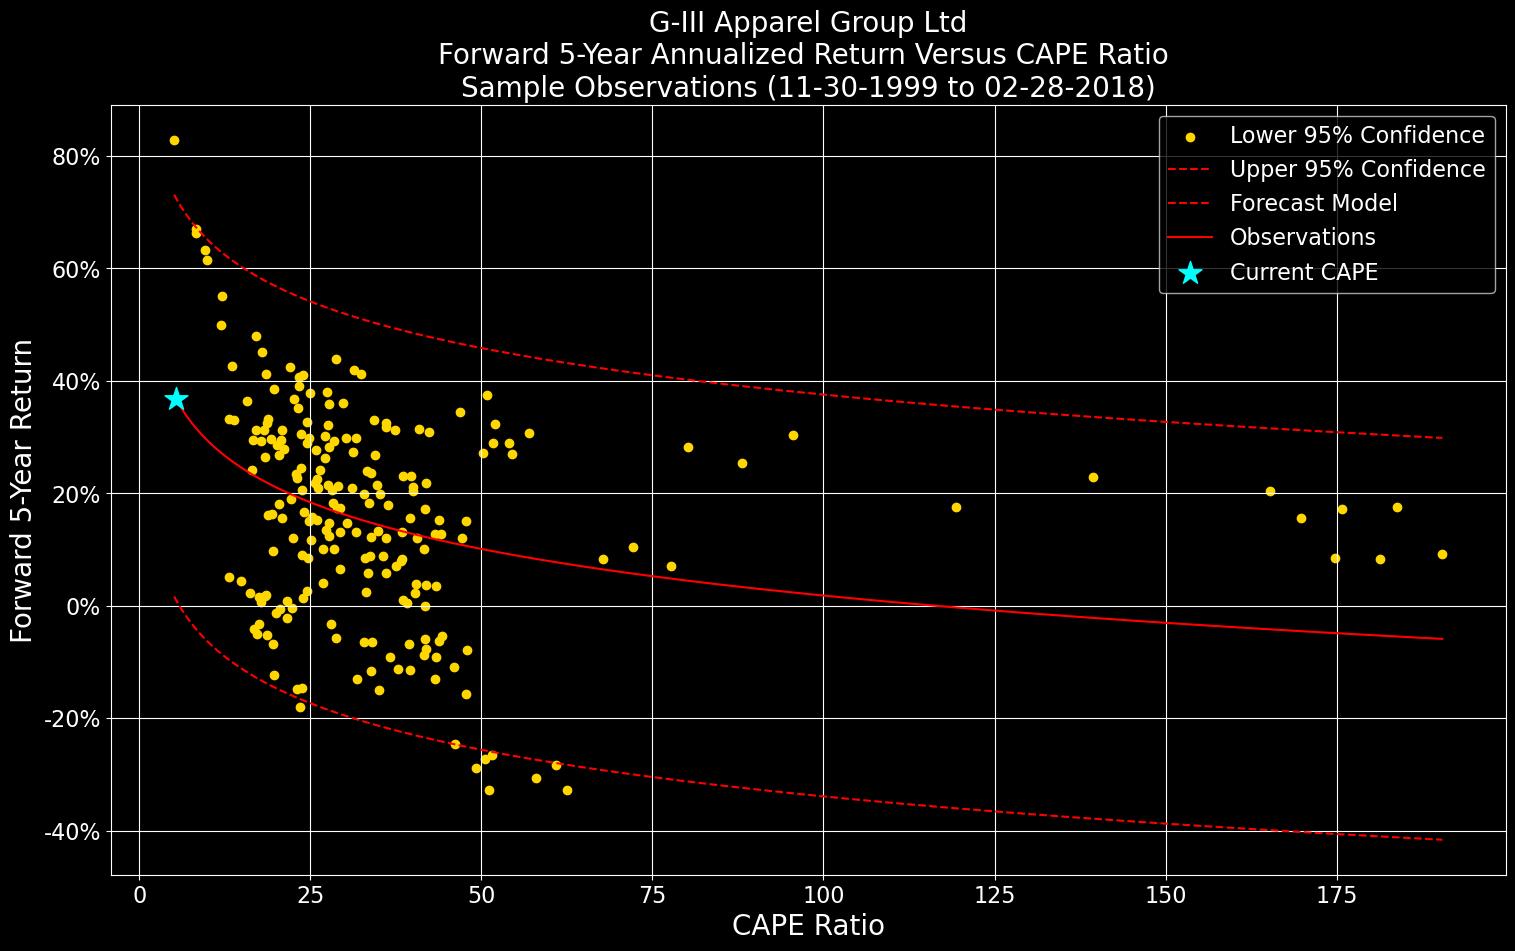 G-III Apparel Group Ltd
Forward 5-Year Annualized Return Versus CAPE Ratio
Sample Observations (11-30-1999 to 02-28-2018)
Lower 95% Confidence
Upper 95% Confidence
Forecast Model
Observations
Current CAPE
Forward 5-Year Return
80%
60%
40%
20%
0%
-20%
-40%
0 25 50 75 100 125 150 175
CAPE Ratio